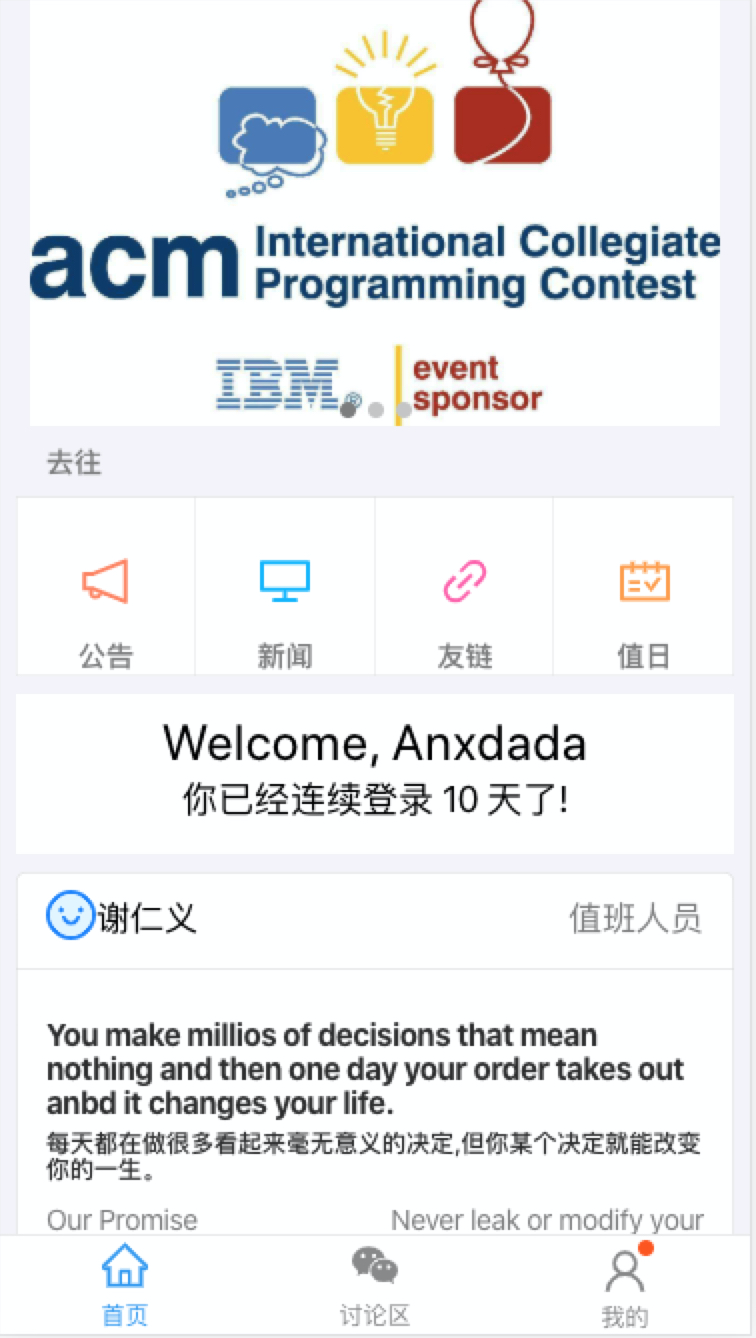 acm International Collegiate
Programming Contest
IBM® event
sponsor
去往
公告 新闻 友链 值日
Welcome, Anxdada
你已经连续登录 10 天了!
谢仁义 值班人员
You make millios of decisions that mean
nothing and then one day your order takes out
anbd it changes your life.
每天都在做很多看起来毫无意义的决定,但你某个决定就能改变
你的一生。
Our Promise Never leak or modify your
首页 讨论区 我的